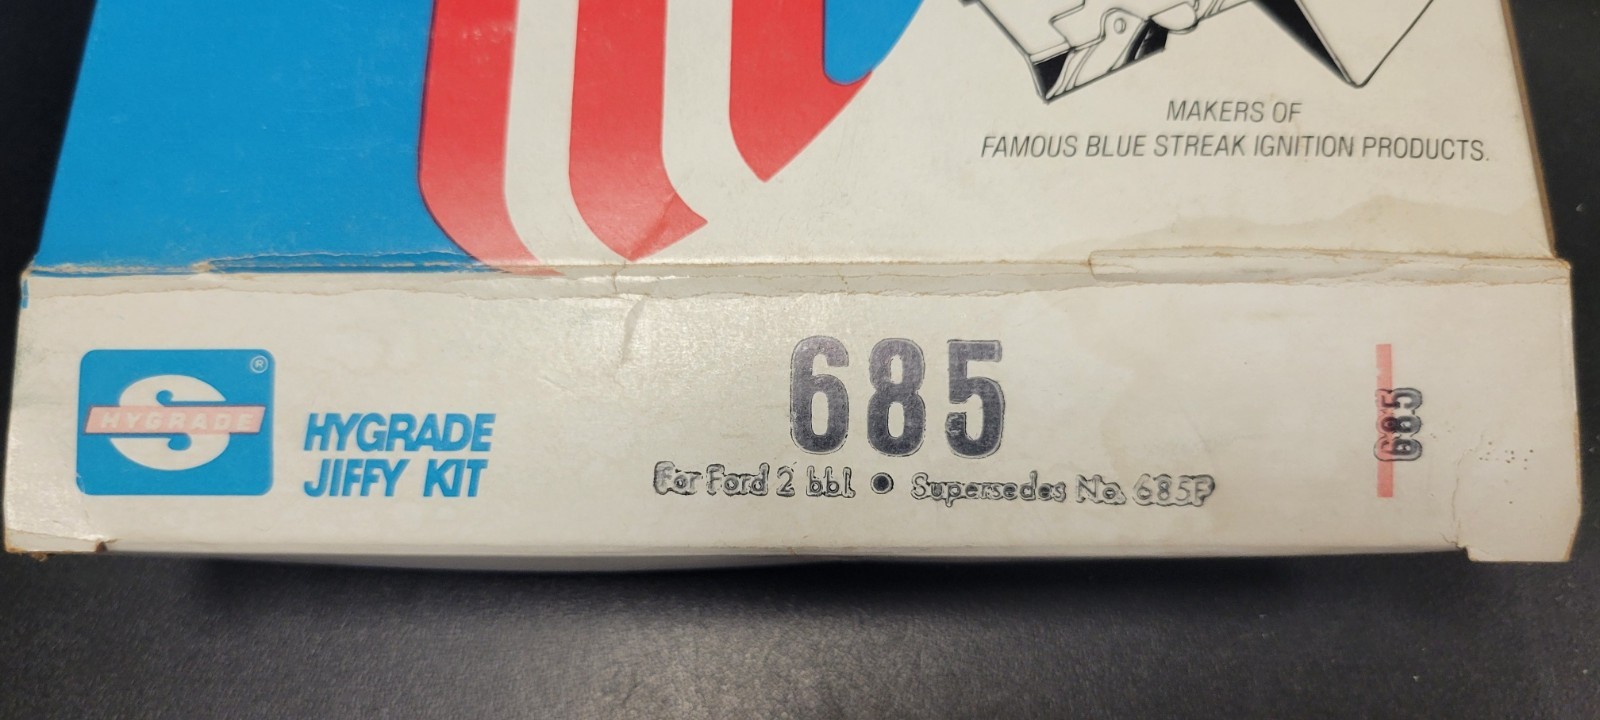 MAKERS OF
FAMOUS BLUE STREAK IGNITION PRODUCTS.
S
HYGRADE
®
HYGRADE
JIFFY KIT
685
For Ford 2 bbl. • Supersedes No. 685F
685